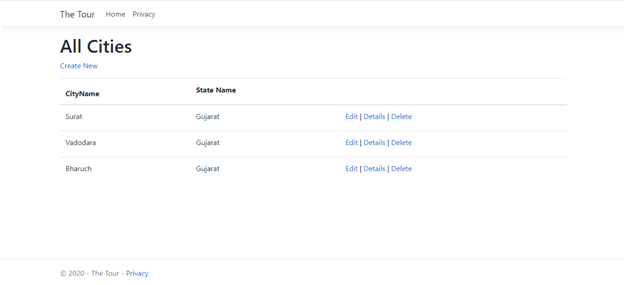 The Tour Home Privacy
All Cities
Create New
CityName State Name
Surat Gujarat Edit | Details | Delete
Vadodara Gujarat Edit | Details | Delete
Bharuch Gujarat Edit | Details | Delete
© 2020 - The Tour - Privacy